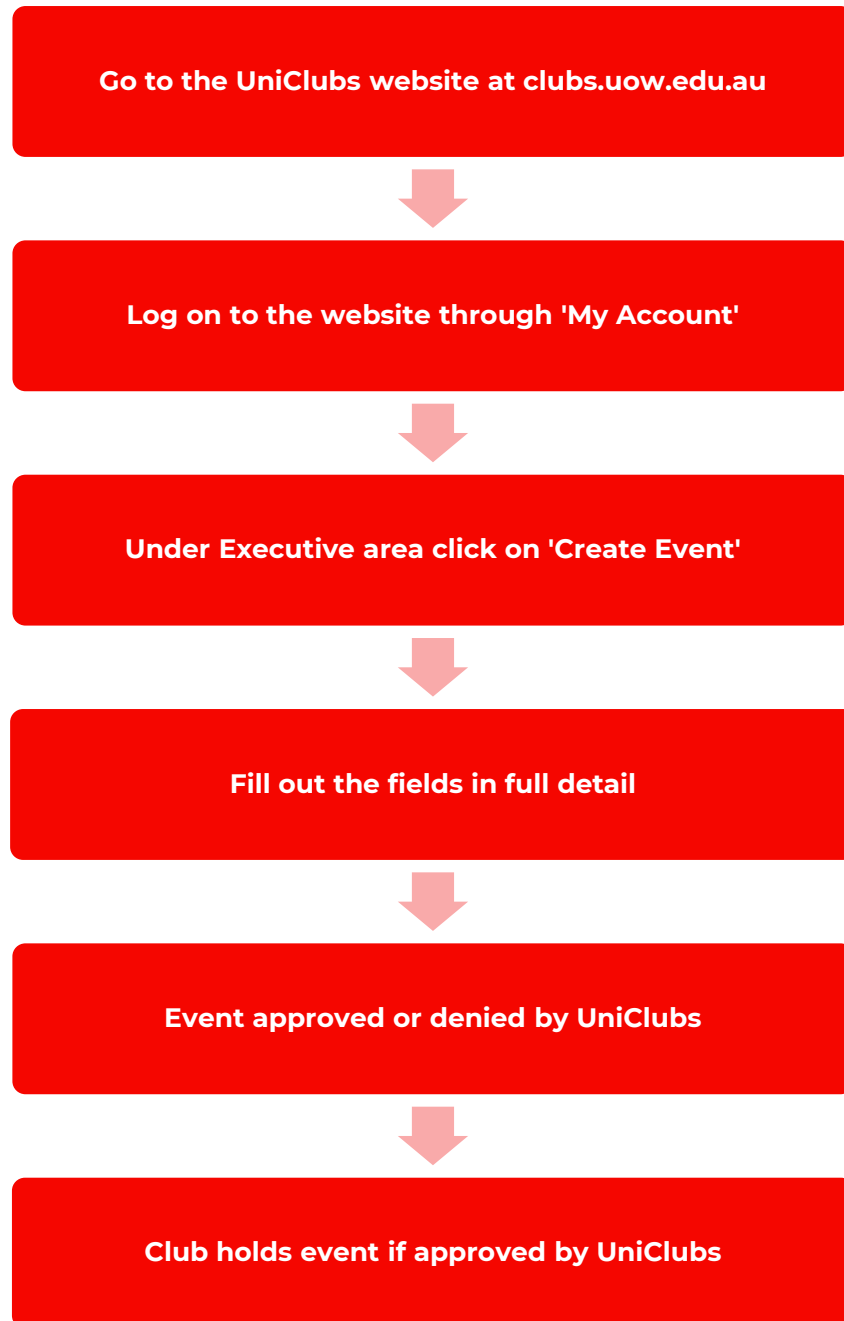 Go to the UniClubs website at clubs.uow.edu.au
Log on to the website through 'My Account'
Under Executive area click on 'Create Event'
Fill out the fields in full detail
Event approved or denied by UniClubs
Club holds event if approved by UniClubs